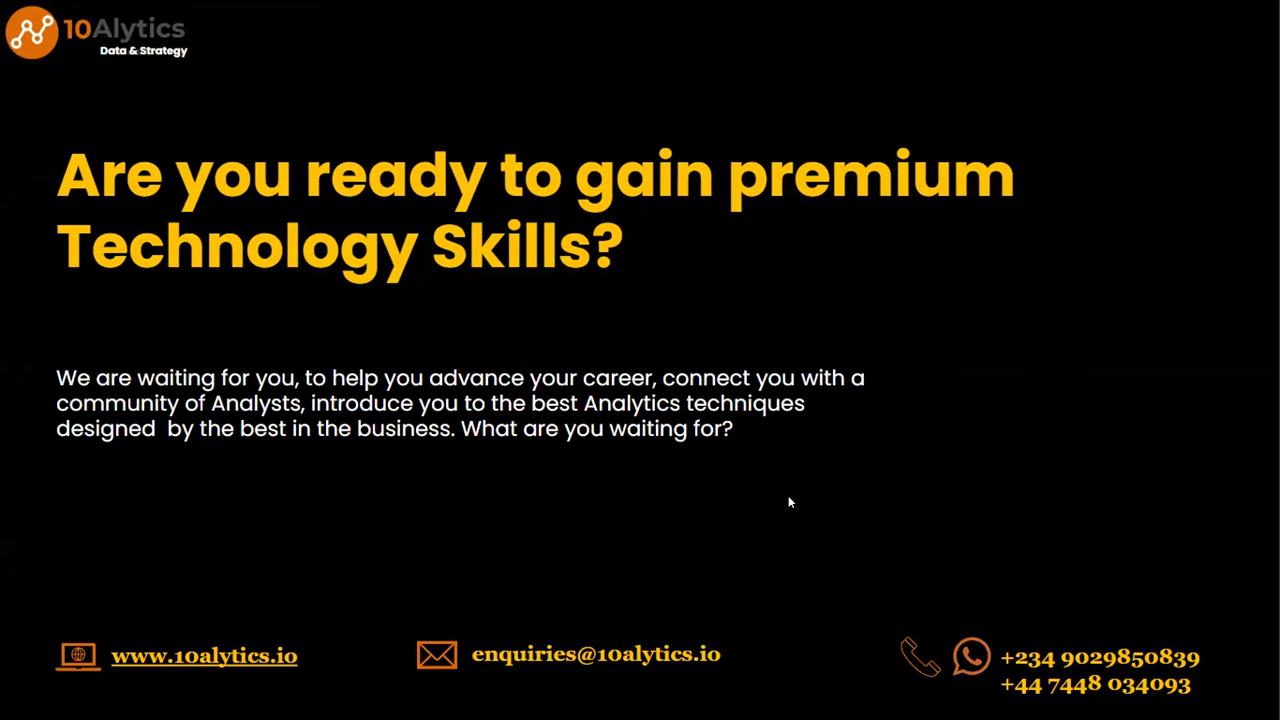 10Alytics
Data & Strategy
Are you ready to gain premium
Technology Skills?
We are waiting for you, to help you advance your career, connect you with a
community of Analysts, introduce you to the best Analytics techniques
designed  by the best in the business. What are you waiting for?
www.10alytics.io
enquiries@10alytics.io
+234 9029850839
+44 7448 034093